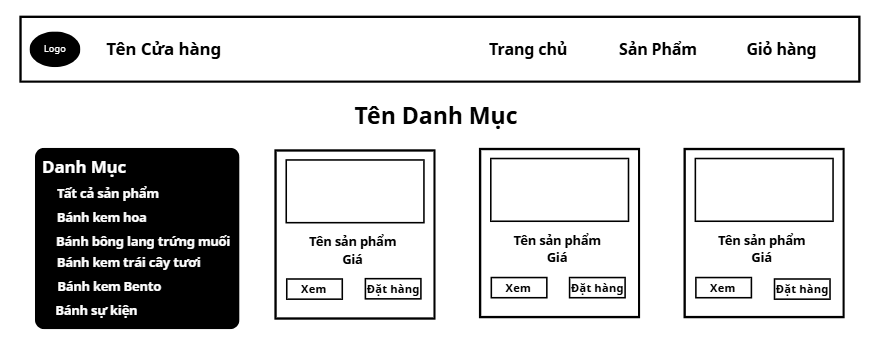 Logo
Tên Cửa hàng
Trang chủ
Sản Phẩm
Giỏ hàng
Tên Danh Mục
Danh Mục
Tất cả sản phẩm
Bánh kem hoa
Bánh bông lang trứng muối
Bánh kem trái cây tươi
Bánh kem Bento
Bánh sự kiện
Tên sản phẩm
Giá
Xem
Đặt hàng
Tên sản phẩm
Giá
Xem
Đặt hàng
Tên sản phẩm
Giá
Xem
Đặt hàng